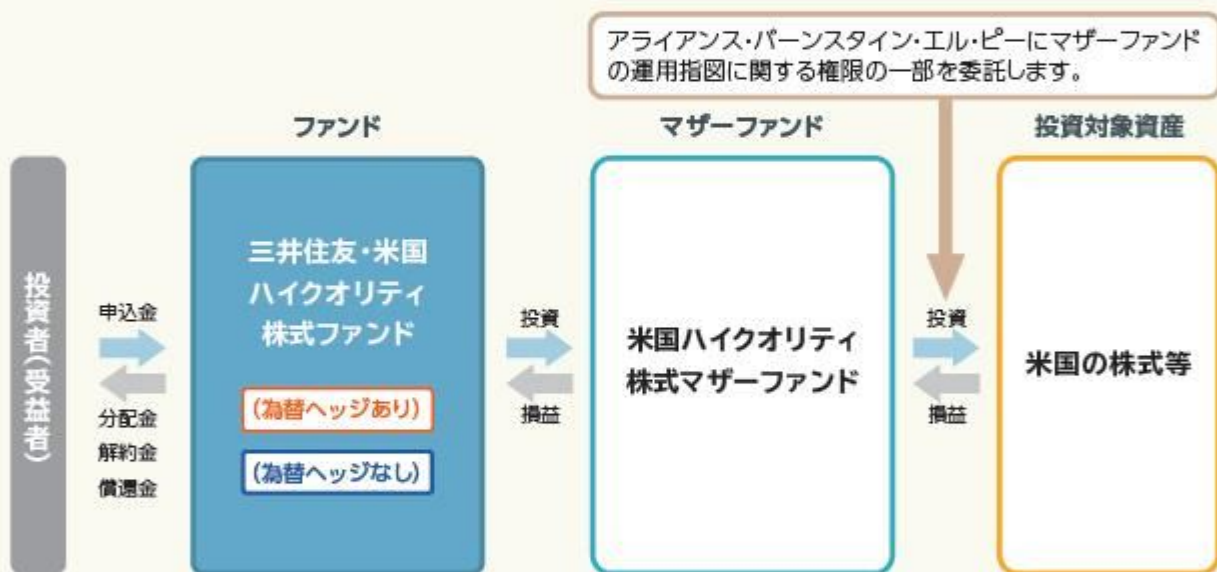 アライアンス・バーンスタイン・エル・ピーにマザーファンド
の運用指図に関する権限の一部を委託します。
ファンド
マザーファンド
投資対象資産
投資者(受益者)
申込金
分配金
解約金
償還金
三井住友・米国
ハイクオリティ
株式ファンド
(為替ヘッジあり)
(為替ヘッジなし)
投資
損益
米国ハイクオリティ
株式マザーファンド
投資
損益
米国の株式等